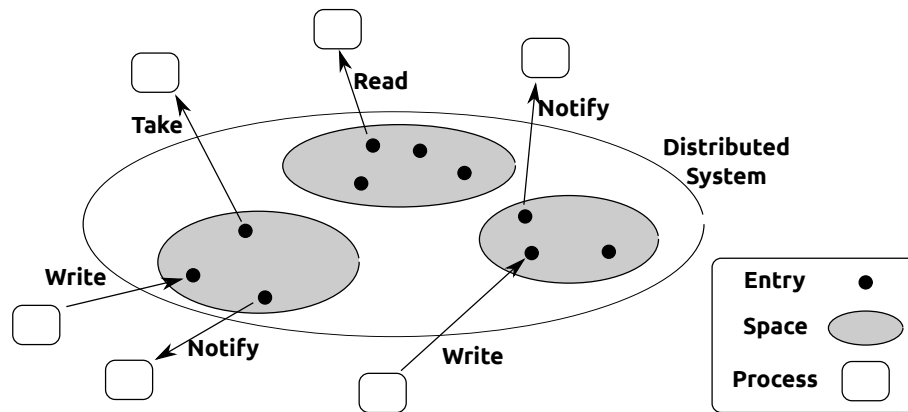 Read
Notify
Take
Distributed
System
Write
Notify
Write
Entry
Space
Process